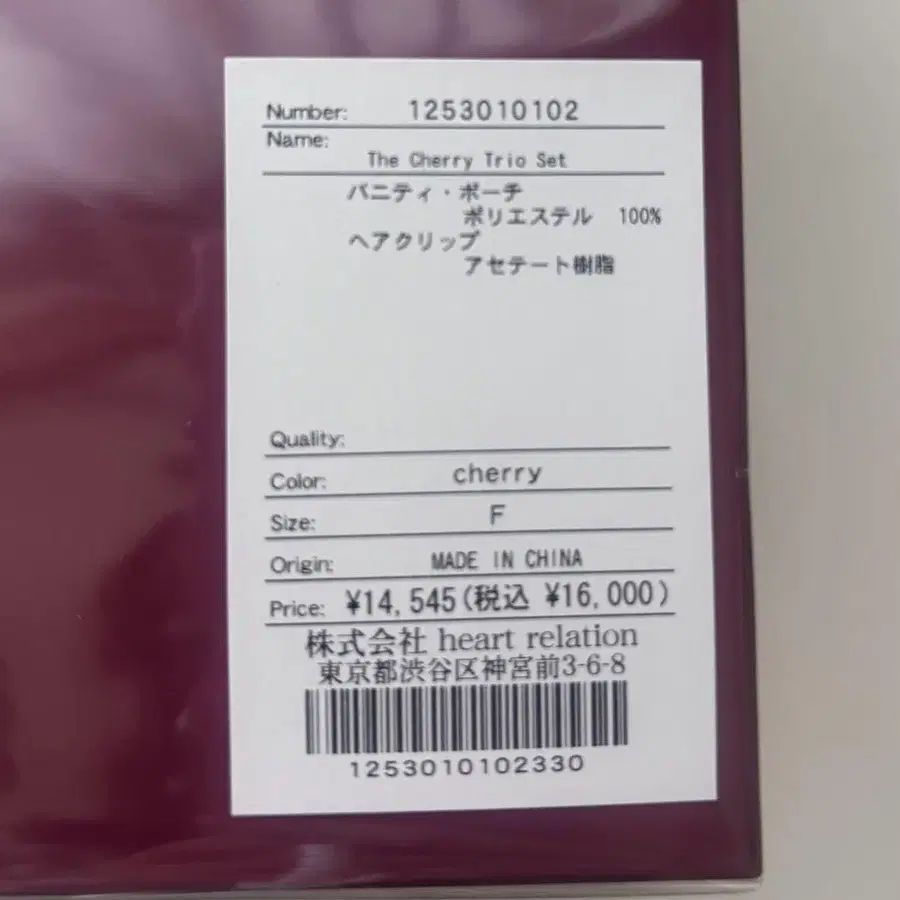 Number: 1253010102
Name:
The Cherry Trio Set
バニティ・ポーチ
ポリエステル 100%
ヘアクリップ
アセテート樹脂
Quality:
Color: cherry
Size: F
Origin: MADE IN CHINA
Price: ¥14,545(税込 ¥16,000)
株式会社 heart relation
東京都渋谷区神宮前3-6-8
1253010102330